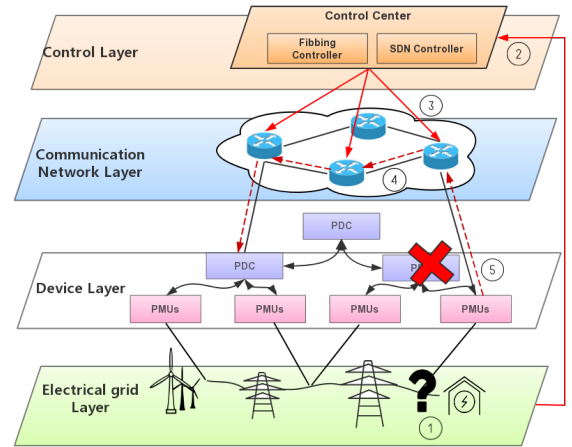 Control Center
Fibbing
Controller
SDN Controller
Control Layer
2
3
Communication
Network Layer
4
PDC
PDC
5
Device Layer
PMUs
PMUs
PMUs
PMUs
Electrical grid
Layer
?
1